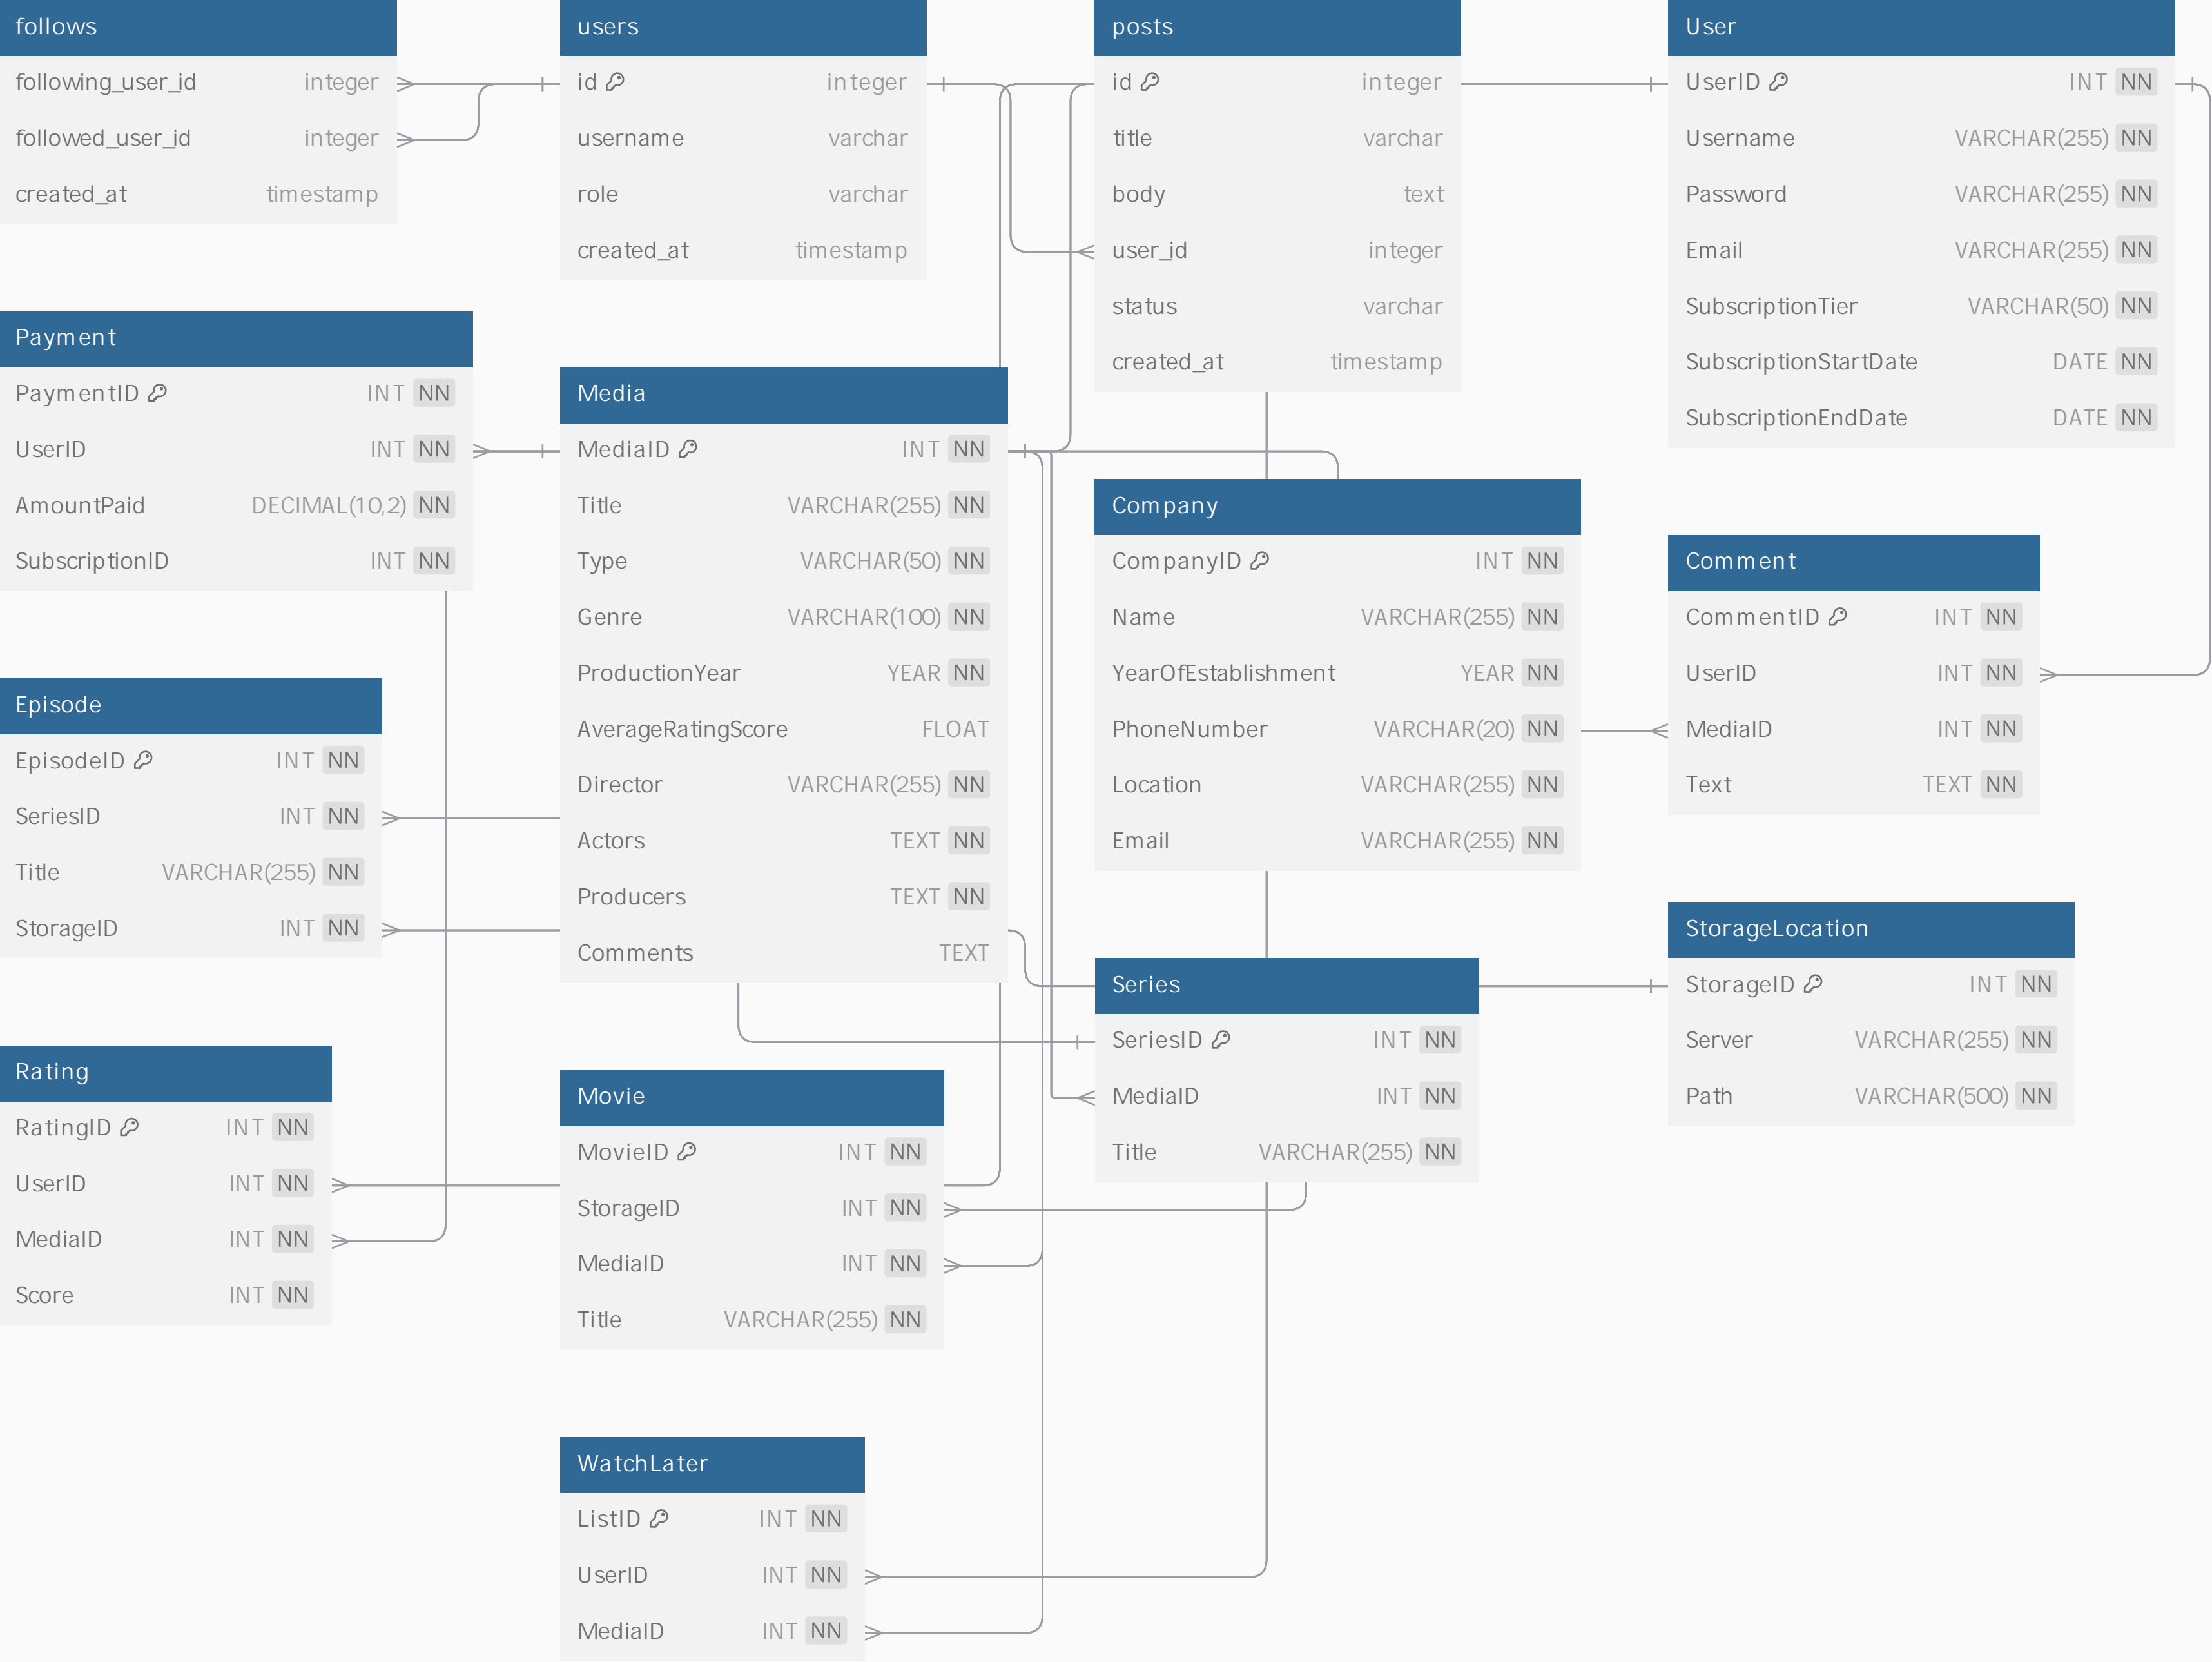 follows
following_user_id integer
followed_user_id integer
created_at timestamp
users
id integer
username varchar
role varchar
created_at timestamp
posts
id integer
title varchar
body text
user_id integer
status varchar
created_at timestamp
User
UserID INT NN
Username VARCHAR(255) NN
Password VARCHAR(255) NN
Email VARCHAR(255) NN
SubscriptionTier VARCHAR(50) NN
SubscriptionStartDate DATE NN
SubscriptionEndDate DATE NN
Payment
PaymentID INT NN
UserID INT NN
AmountPaid DECIMAL(10,2) NN
SubscriptionID INT NN
Media
MediaID INT NN
Title VARCHAR(255) NN
Type VARCHAR(50) NN
Genre VARCHAR(100) NN
ProductionYear YEAR NN
AverageRatingScore FLOAT
Director VARCHAR(255) NN
Actors TEXT NN
Producers TEXT NN
Comments TEXT
Company
CompanyID INT NN
Name VARCHAR(255) NN
YearOfEstablishment YEAR NN
PhoneNumber VARCHAR(20) NN
Location VARCHAR(255) NN
Email VARCHAR(255) NN
Comment
CommentID INT NN
UserID INT NN
MediaID INT NN
Text TEXT NN
Episode
EpisodeID INT NN
SeriesID INT NN
Title VARCHAR(255) NN
StorageID INT NN
StorageLocation
StorageID INT NN
Server VARCHAR(255) NN
Path VARCHAR(500) NN
Series
SeriesID INT NN
MediaID INT NN
Title VARCHAR(255) NN
Rating
RatingID INT NN
UserID INT NN
MediaID INT NN
Score INT NN
Movie
MovieID INT NN
StorageID INT NN
MediaID INT NN
Title VARCHAR(255) NN
WatchLater
ListID INT NN
UserID INT NN
MediaID INT NN